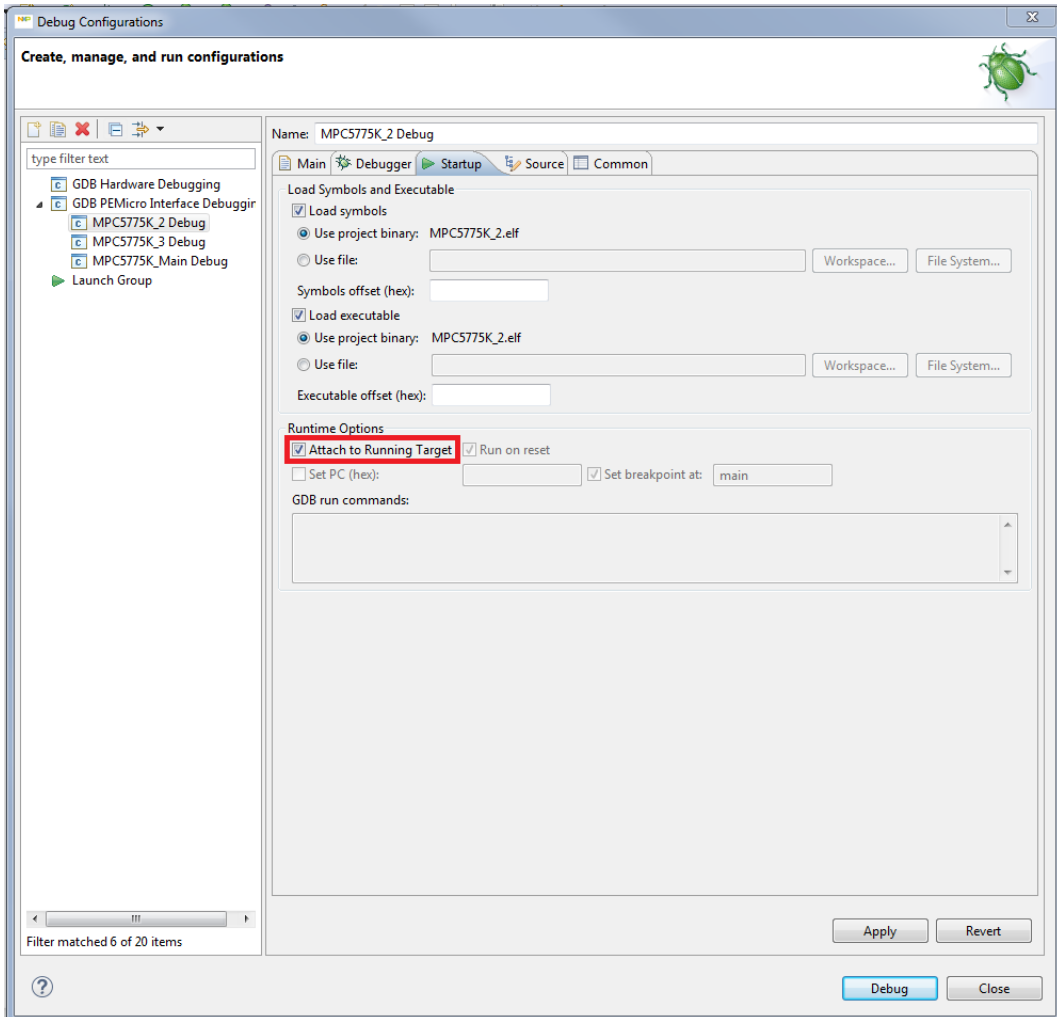 Debug Configurations
Create, manage, and run configurations
type filter text
GDB Hardware Debugging
GDB PEMicro Interface Debuggir
MPC5775K_2 Debug
MPC5775K_3 Debug
MPC5775K_Main Debug
Launch Group
Filter matched 6 of 20 items
Name: MPC5775K_2 Debug
Main Debugger Startup Source Common
Load Symbols and Executable
Load symbols
Use project binary: MPC5775K_2.elf
Use file: Workspace... File System...
Symbols offset (hex):
Load executable
Use project binary: MPC5775K_2.elf
Use file: Workspace... File System...
Executable offset (hex):
Runtime Options
Attach to Running Target Run on reset
Set PC (hex): Set breakpoint at: main
GDB run commands:
Apply Revert
Debug Close